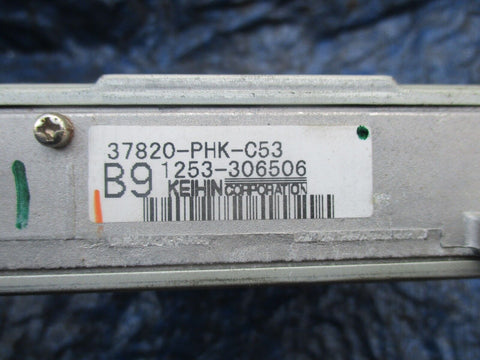 37820-PHK-C53
B9 1253-306506
KEIHIN CORPORATION